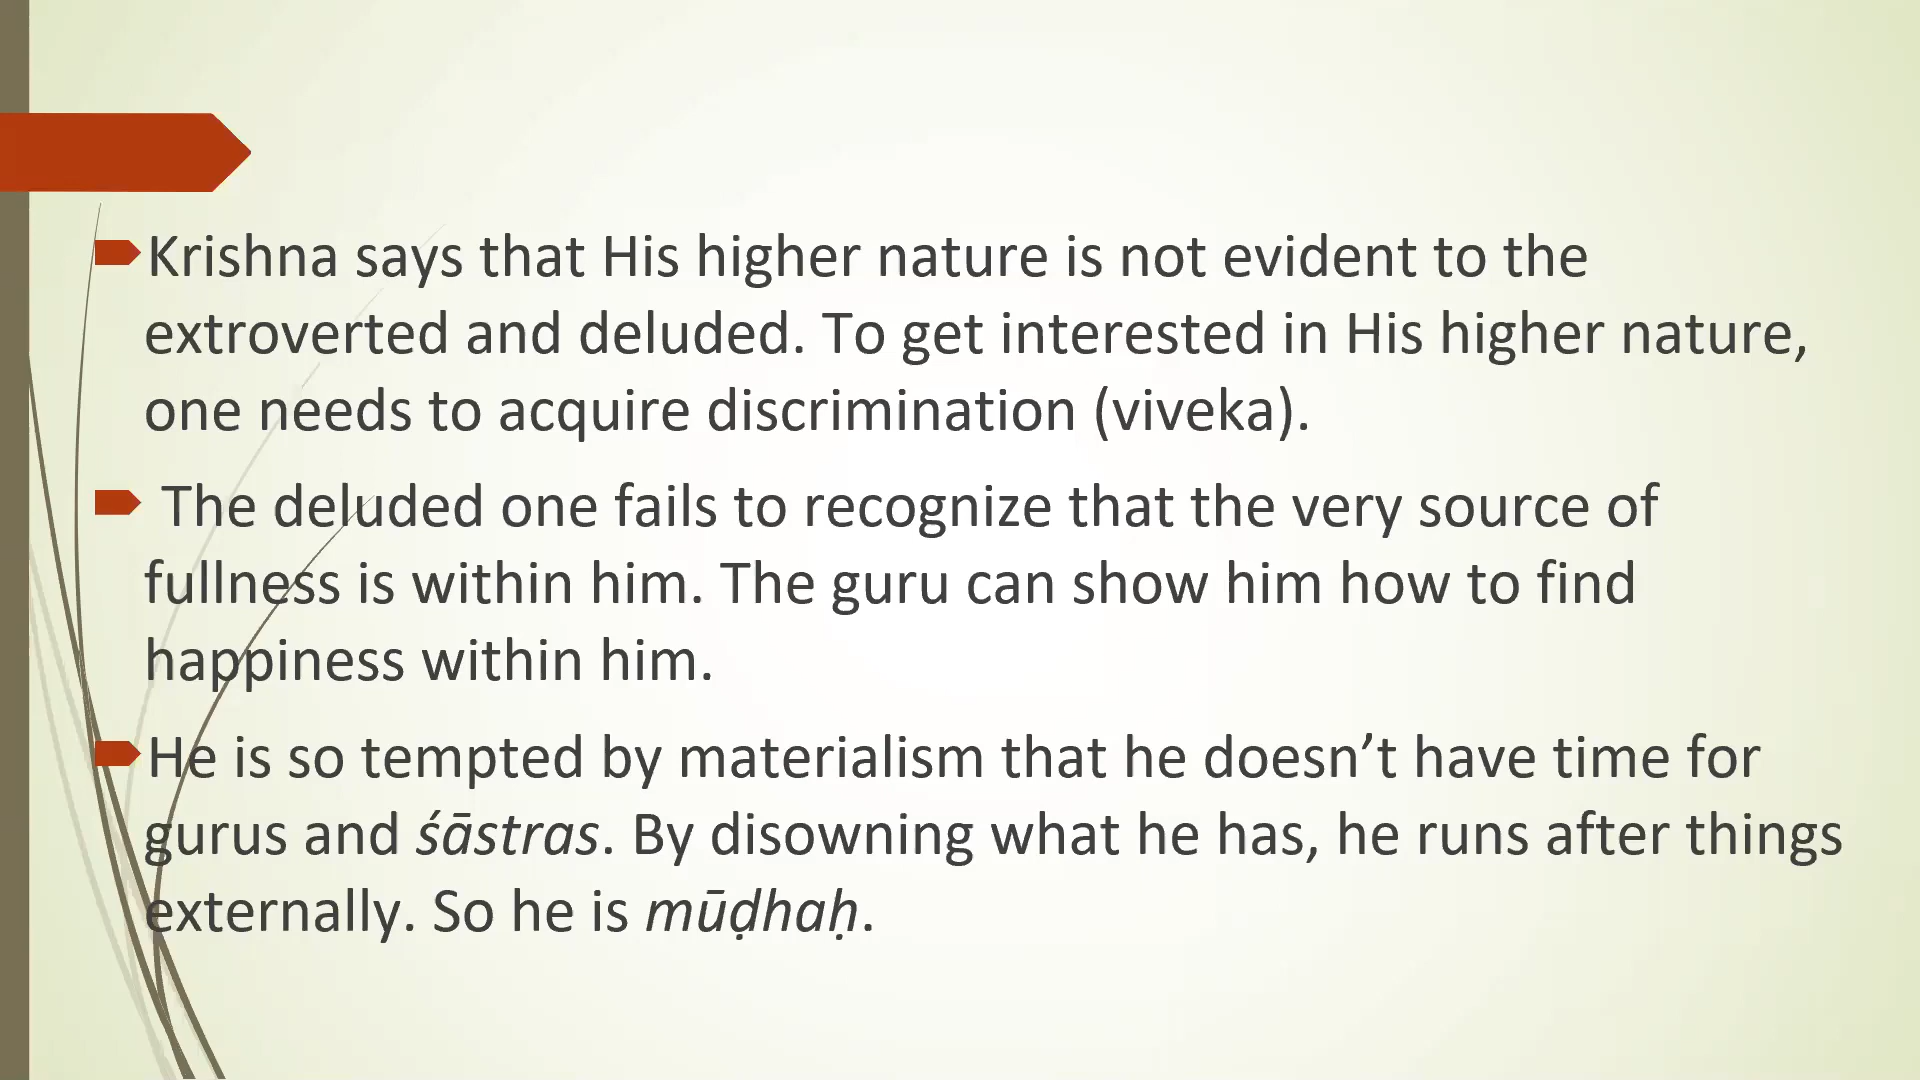 Krishna says that His higher nature is not evident to the
extroverted and deluded. To get interested in His higher nature,
one needs to acquire discrimination (viveka).
The deluded one fails to recognize that the very source of
fullness is within him. The guru can show him how to find
happiness within him.
He is so tempted by materialism that he doesn’t have time for
gurus and śāstras. By disowning what he has, he runs after things
externally. So he is mūḍhaḥ.